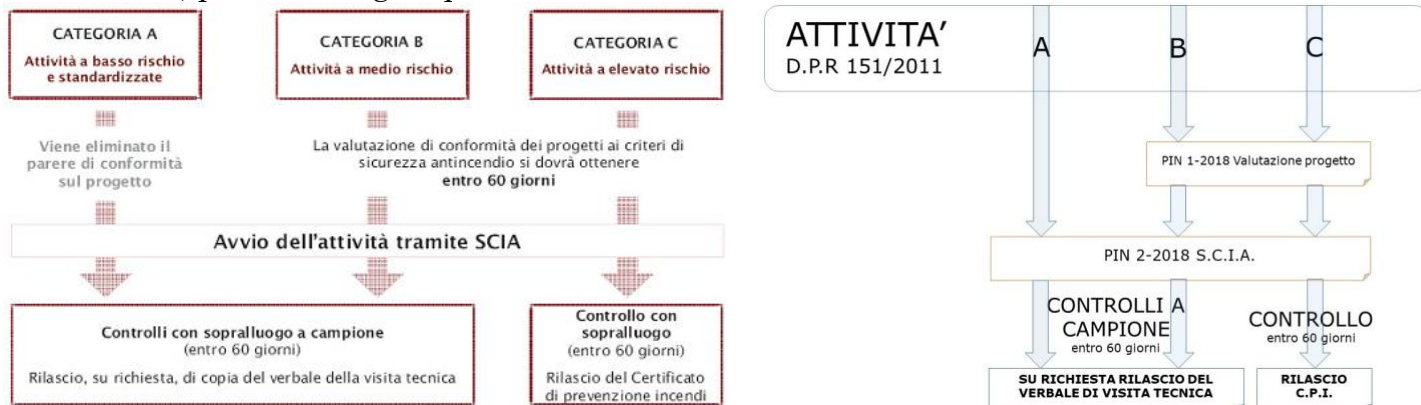 CATEGORIA A
Attività a basso rischio
e standardizzate
CATEGORIA B
Attività a medio rischio
CATEGORIA C
Attività a elevato rischio
Viene eliminato il
parere di conformità
sul progetto
La valutazione di conformità dei progetti ai criteri di
sicurezza antincendio si dovrà ottenere
entro 60 giorni
Avvio dell'attività tramite SCIA
Controlli con sopralluogo a campione
(entro 60 giorni)
Rilascio, su richiesta, di copia del verbale della visita tecnica
Controllo con
sopralluogo
(entro 60 giorni)
Rilascio del Certificato
di prevenzione incendi
ATTIVITA'
D.P.R 151/2011
A
B
C
PIN 1-2018 Valutazione progetto
PIN 2-2018 S.C.I.A.
CONTROLLI A
CAMPIONE
entro 60 giorni
CONTROLLO
entro 60 giorni
SU RICHIESTA RILASCIO DEL
VERBALE DI VISITA TECNICA
RILASCIO
C.P.I.